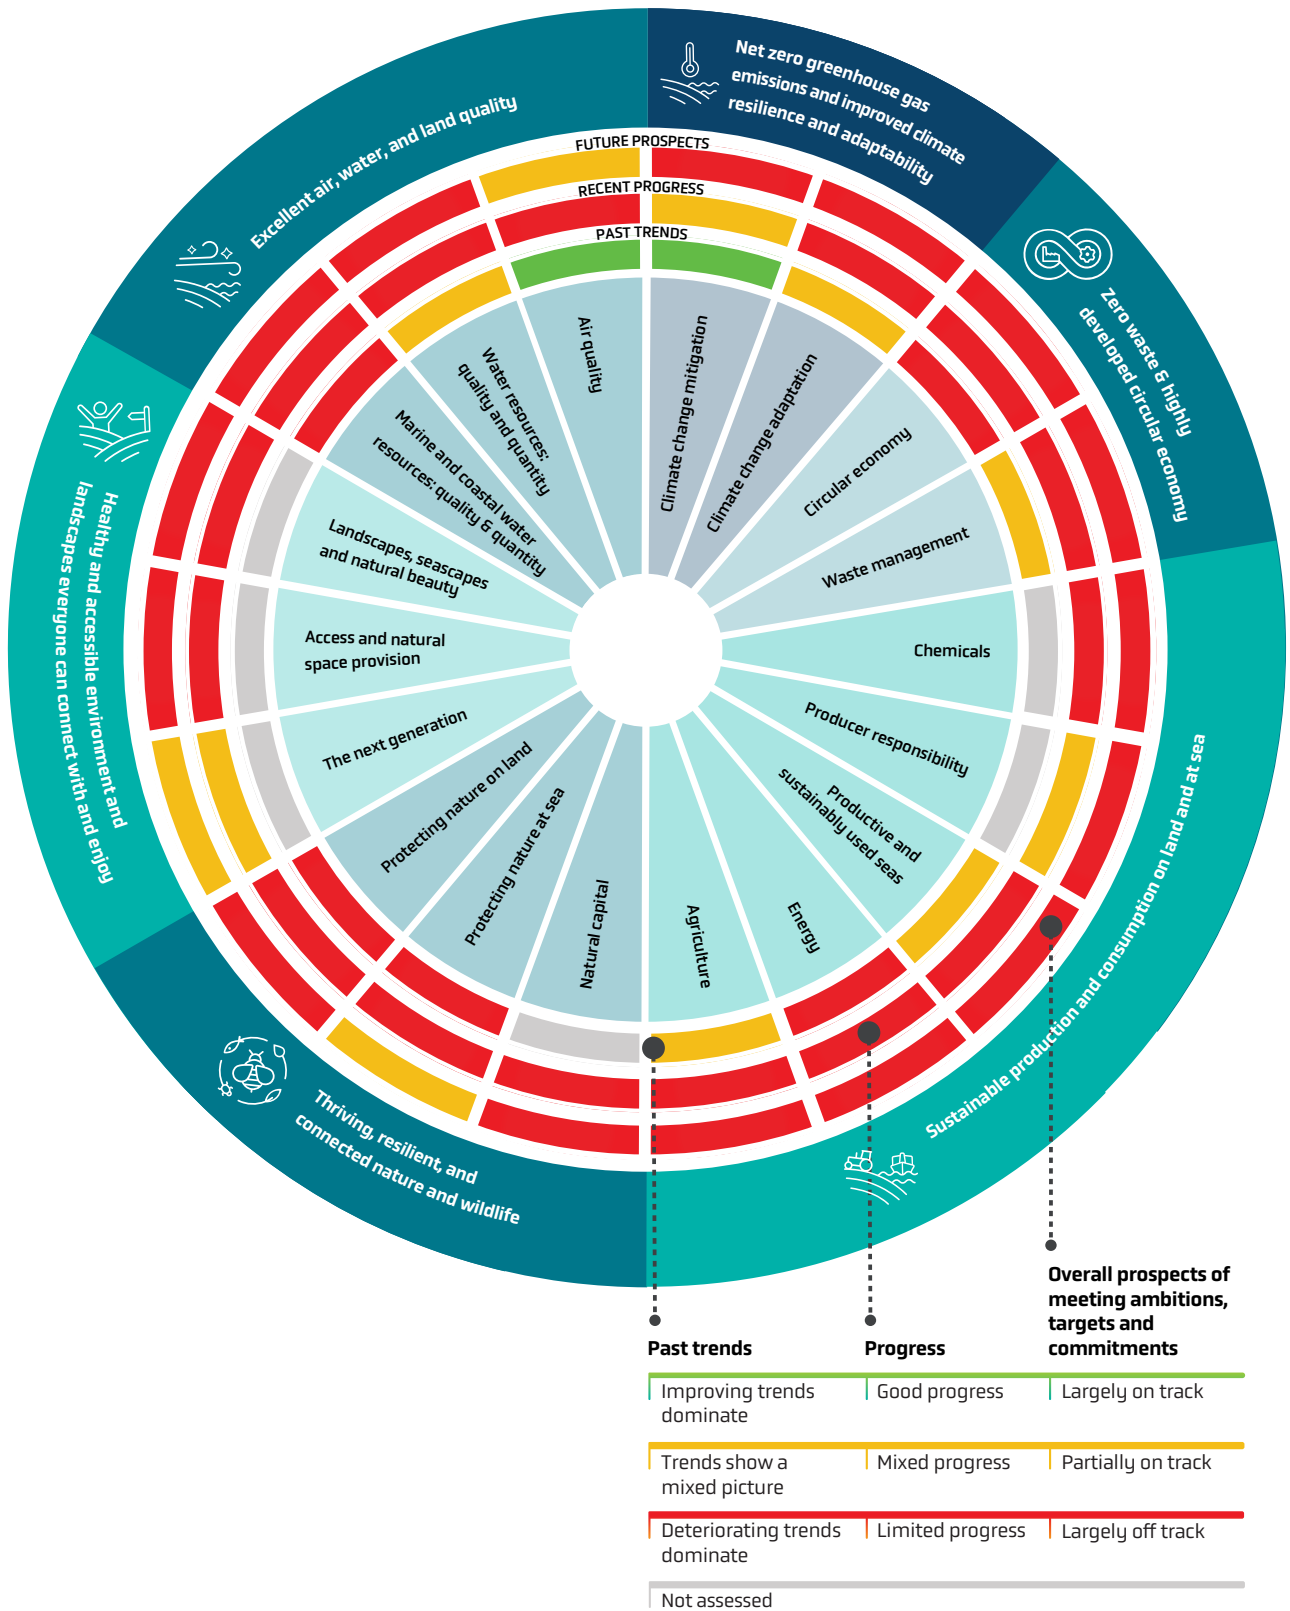 Net zero greenhouse gas
emissions and improved climate
resilience and adaptability
Zero waste & highly
developed circular economy
Sustainable production and consumption on land and at sea
Thriving, resilient, and
connected nature and wildlife
Healthy and accessible environment and
landscapes everyone can connect with and enjoy
Excellent air, water, and land quality
FUTURE PROSPECTS
RECENT PROGRESS
PAST TRENDS
Climate change mitigation
Climate change adaptation
Circular economy
Waste management
Chemicals
Producer responsibility
Productive and
sustainably used seas
Energy
Agriculture
Natural capital
Protecting nature at sea
Protecting nature on land
The next generation
Access and natural
space provision
Landscapes, seascapes
and natural beauty
Marine and coastal water
resources: quality & quantity
Water resources:
quality and quantity
Air quality
Past trends
Progress
Overall prospects of
meeting ambitions,
targets and
commitments
Improving trends
dominate
Good progress
Largely on track
Trends show a
mixed picture
Mixed progress
Partially on track
Deteriorating trends
dominate
Limited progress
Largely off track
Not assessed